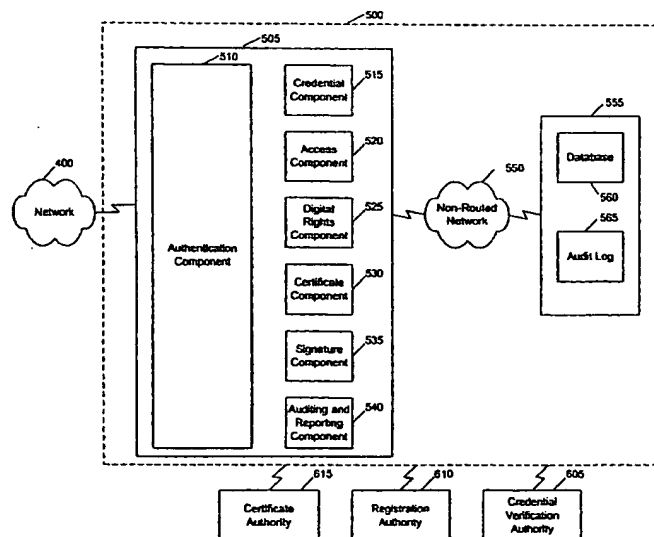 500
505
510
Credential
Component
515
Access
Component
520
Digital
Rights
Component
525
Certificate
Component
530
Signature
Component
535
Auditing and
Reporting
Component
540
Authentication
Component
400
Network
550
Non-Routed
Network
555
Database
560
565
Audit Log
615
Certificate
Authority
610
Registration
Authority
605
Credential
Verification
Authority